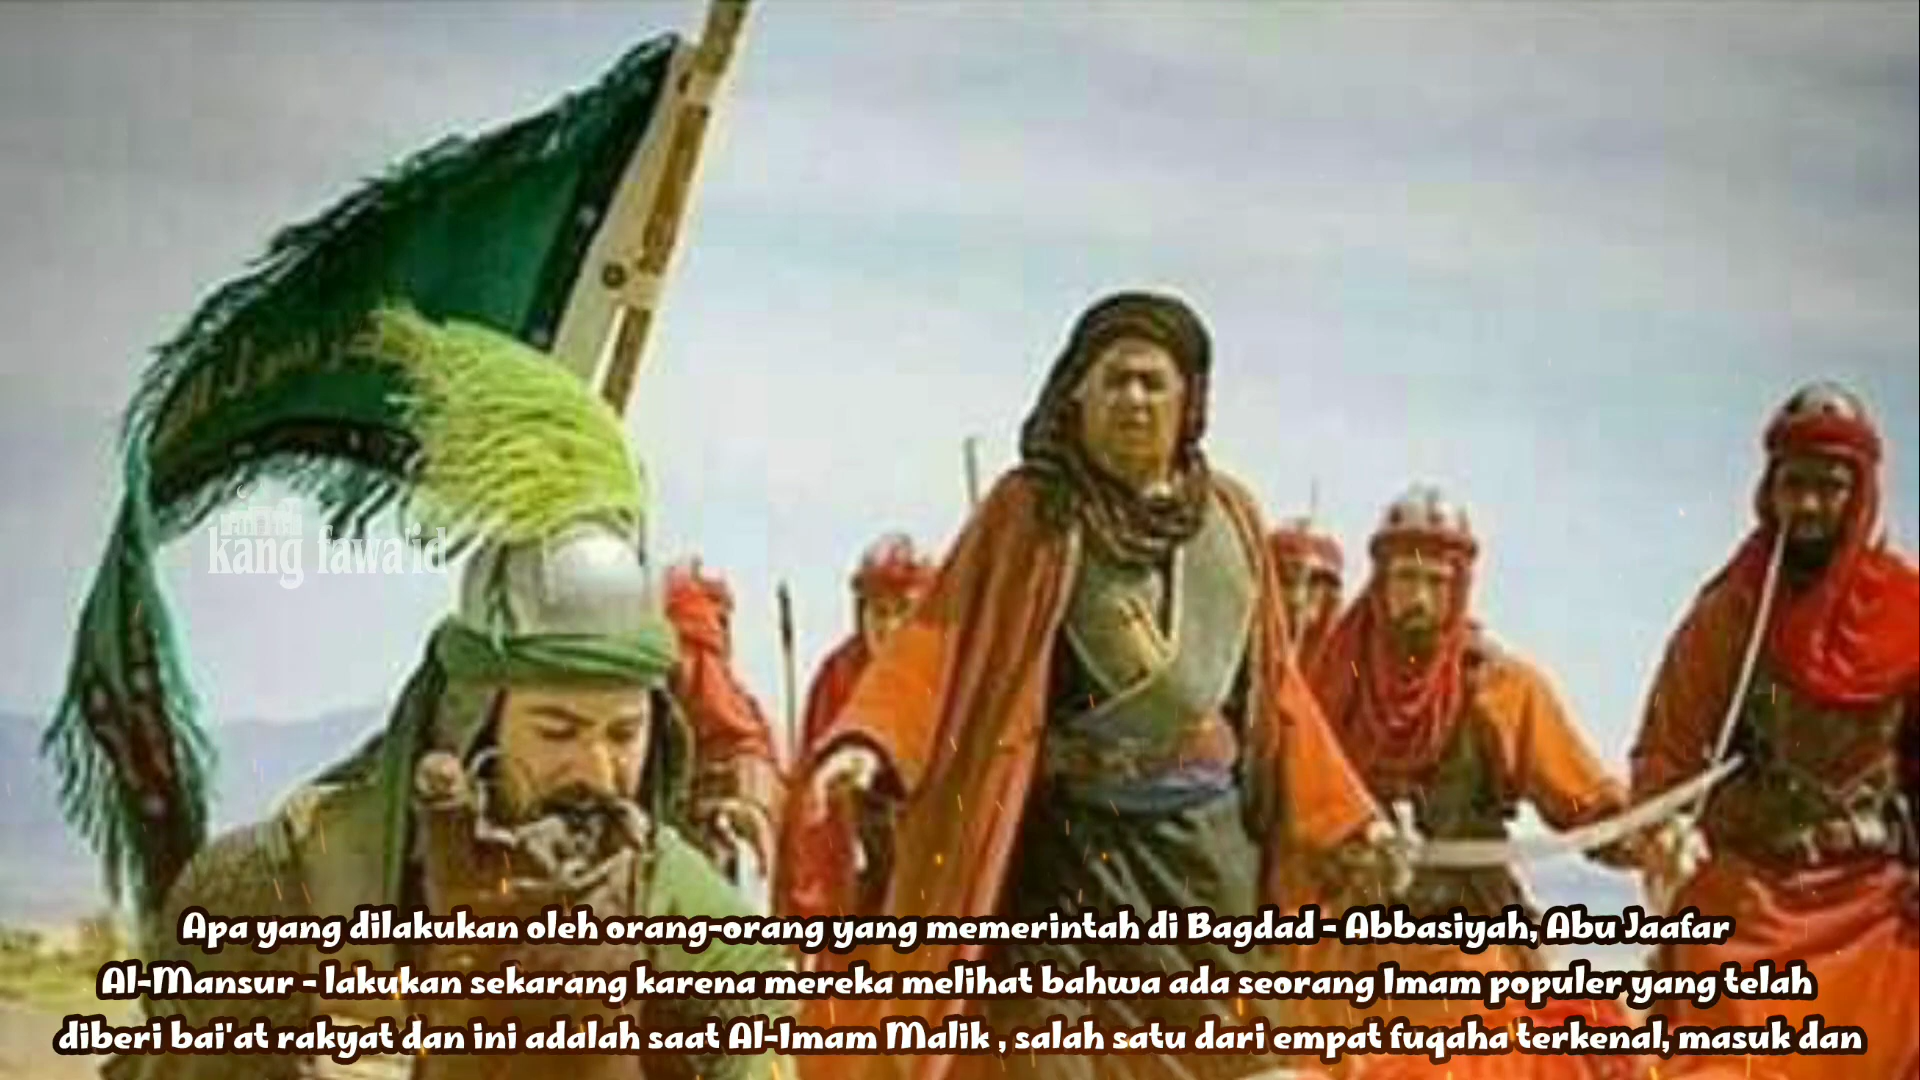 kang fawa'id
Apa yang dilakukan oleh orang-orang yang memerintah di Bagdad - Abbasiyah, Abu Jaafar
Al-Mansur - lakukan sekarang karena mereka melihat bahwa ada seorang Imam populer yang telah
diberi bai'at rakyat dan ini adalah saat Al-Imam Malik , salah satu dari empat fuqaha terkenal, masuk dan